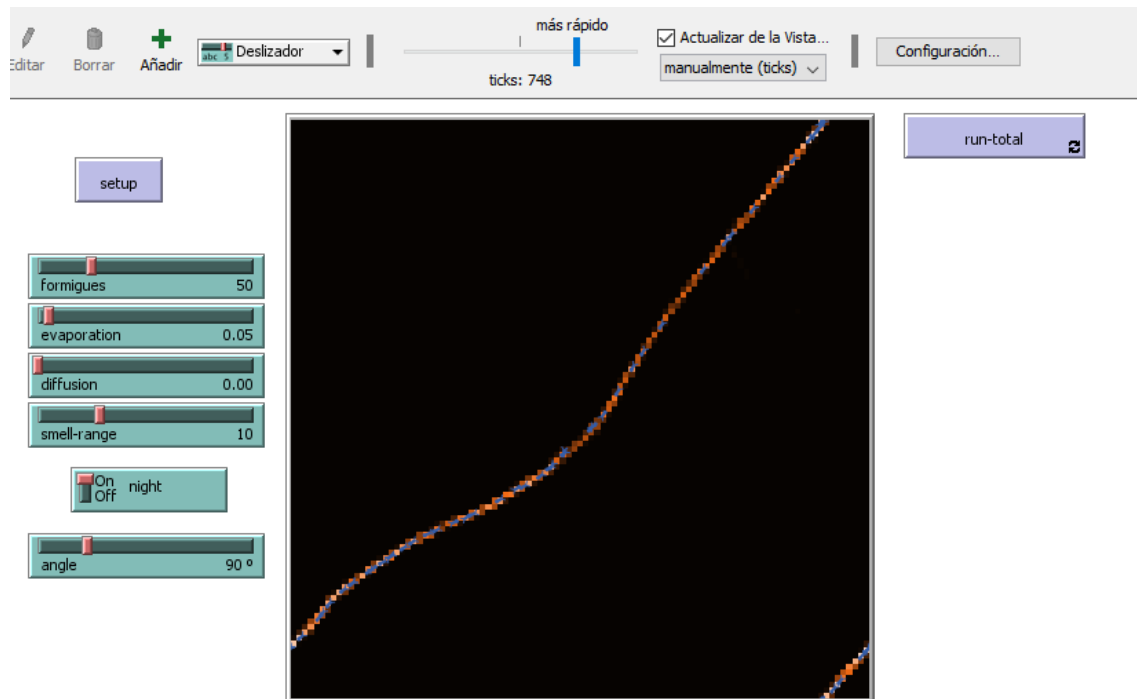 más rápido
Editar
Borrar
Añadir
abc 5
Deslizador
ticks: 748
Actualizar de la Vista...
manualmente (ticks)
Configuración...
setup
run-total
formigues 50
evaporation 0.05
diffusion 0.00
smell-range 10
On
Off
night
angle 90 º